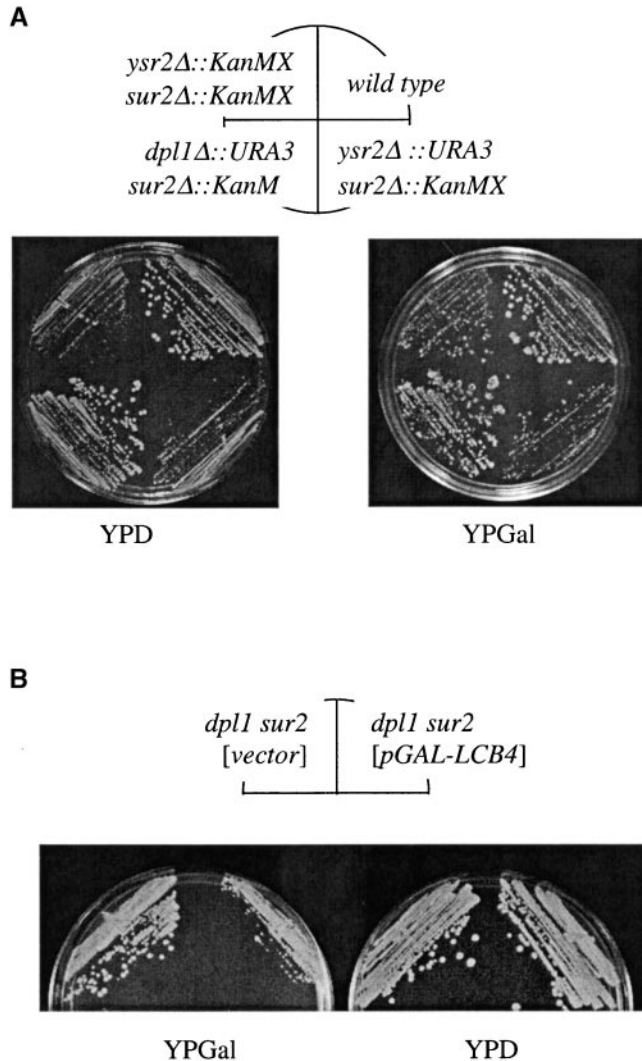 A
ysr2Δ::KanMX
sur2Δ::KanMX
wild type
dpl1Δ::URA3
sur2Δ::KanM
ysr2Δ ::URA3
sur2Δ::KanMX
YPD
YPGal
B
dpl1 sur2
[vector]
dpl1 sur2
[pGAL-LCB4]
YPGal
YPD